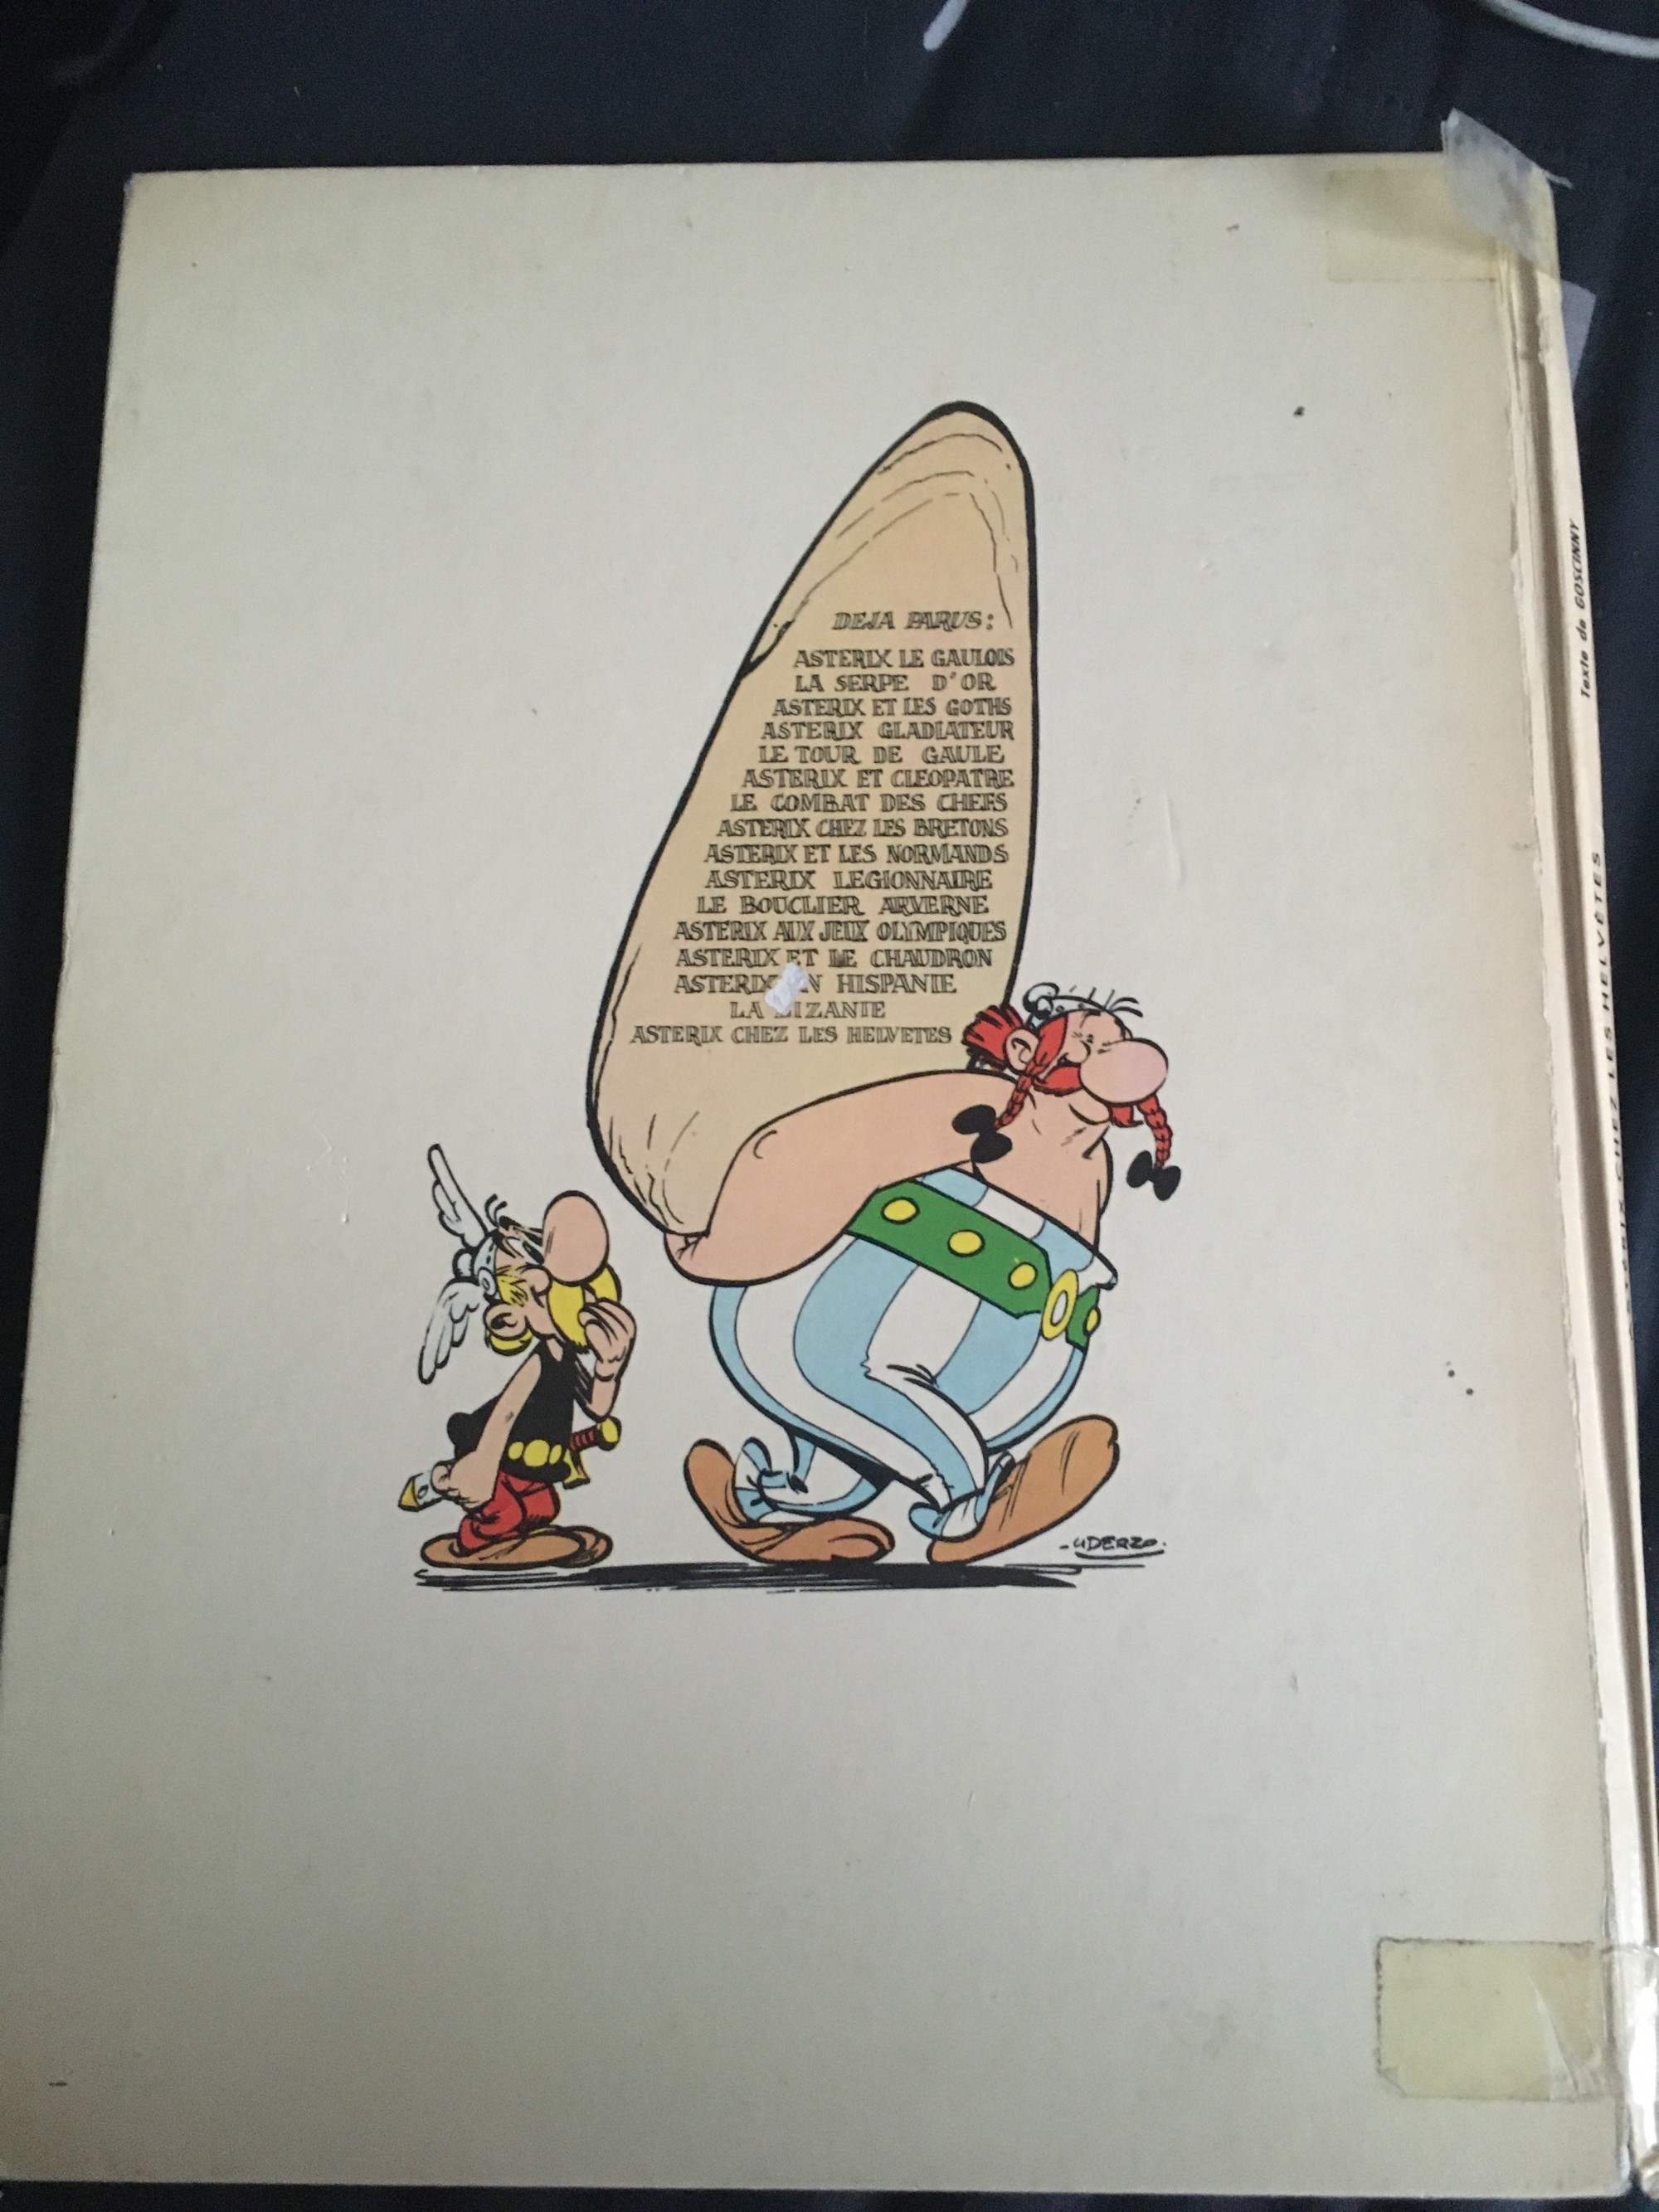 DEJA PARUS:
ASTERIX LE GAULOIS
LA SERPE D'OR
ASTERIX ET LES GOTHS
ASTERIX GLADIATEUR
LE TOUR DE GAULE
ASTERIX ET CLEOPATRE
LE COMBAT DES CHEFS
ASTERIX CHEZ LES BRETONS
ASTERIX ET LES NORMANDS
ASTERIX LEGIONNAIRE
LE BOUCLIER ARVERNE
ASTERIX AUX JEUX OLYMPIQUES
ASTERIX ET LE CHAUDRON
ASTERIX EN HISPANIE
LA ZIZANIE
ASTERIX CHEZ LES HELVETES
-UDERZO.
Texte de GOSCINNY
ASTÉRIX CHEZ LES HELVÈTES